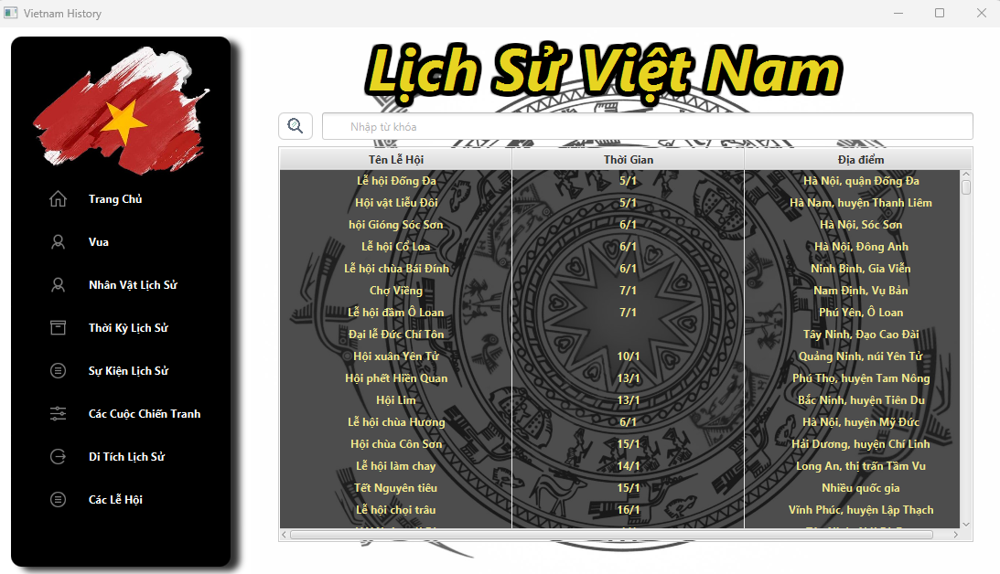 Vietnam History
Lịch Sử Việt Nam
Nhập từ khóa
Trang Chủ
Vua
Nhân Vật Lịch Sử
Thời Kỳ Lịch Sử
Sự Kiện Lịch Sử
Các Cuộc Chiến Tranh
Di Tích Lịch Sử
Các Lễ Hội
Tên Lễ Hội Thời Gian Địa điểm
Lễ hội Đống Đa 5/1 Hà Nội, quận Đống Đa
Hội vật Liễu Đôi 5/1 Hà Nam, huyện Thanh Liêm
hội Gióng Sóc Sơn 6/1 Hà Nội, Sóc Sơn
Lễ hội Cổ Loa 6/1 Hà Nội, Đông Anh
Lễ hội chùa Bái Đính 6/1 Ninh Bình, Gia Viễn
Chợ Viềng 7/1 Nam Định, Vụ Bản
Lễ hội đầm Ô Loan 7/1 Phú Yên, Ô Loan
Đại lễ Đức Chí Tôn Tây Ninh, Đạo Cao Đài
Hội xuân Yên Tử 10/1 Quảng Ninh, núi Yên Tử
Hội phết Hiền Quan 13/1 Phú Thọ, huyện Tam Nông
Hội Lim 13/1 Bắc Ninh, huyện Tiên Du
Lễ hội chùa Hương 6/1 Hà Nội, huyện Mỹ Đức
Hội chùa Côn Sơn 15/1 Hải Dương, huyện Chí Linh
Lễ hội làm chay 14/1 Long An, thị trấn Tầm Vu
Tết Nguyên tiêu 15/1 Nhiều quốc gia
Lễ hội chọi trâu 16/1 Vĩnh Phúc, huyện Lập Thạch